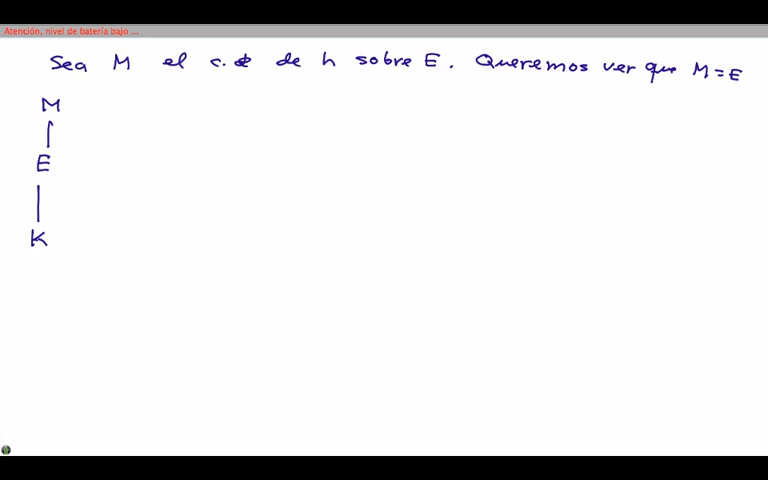 Atención, nivel de batería bajo ...
Sea M el c. de h sobre E. Queremos ver que M = E
M
E
K